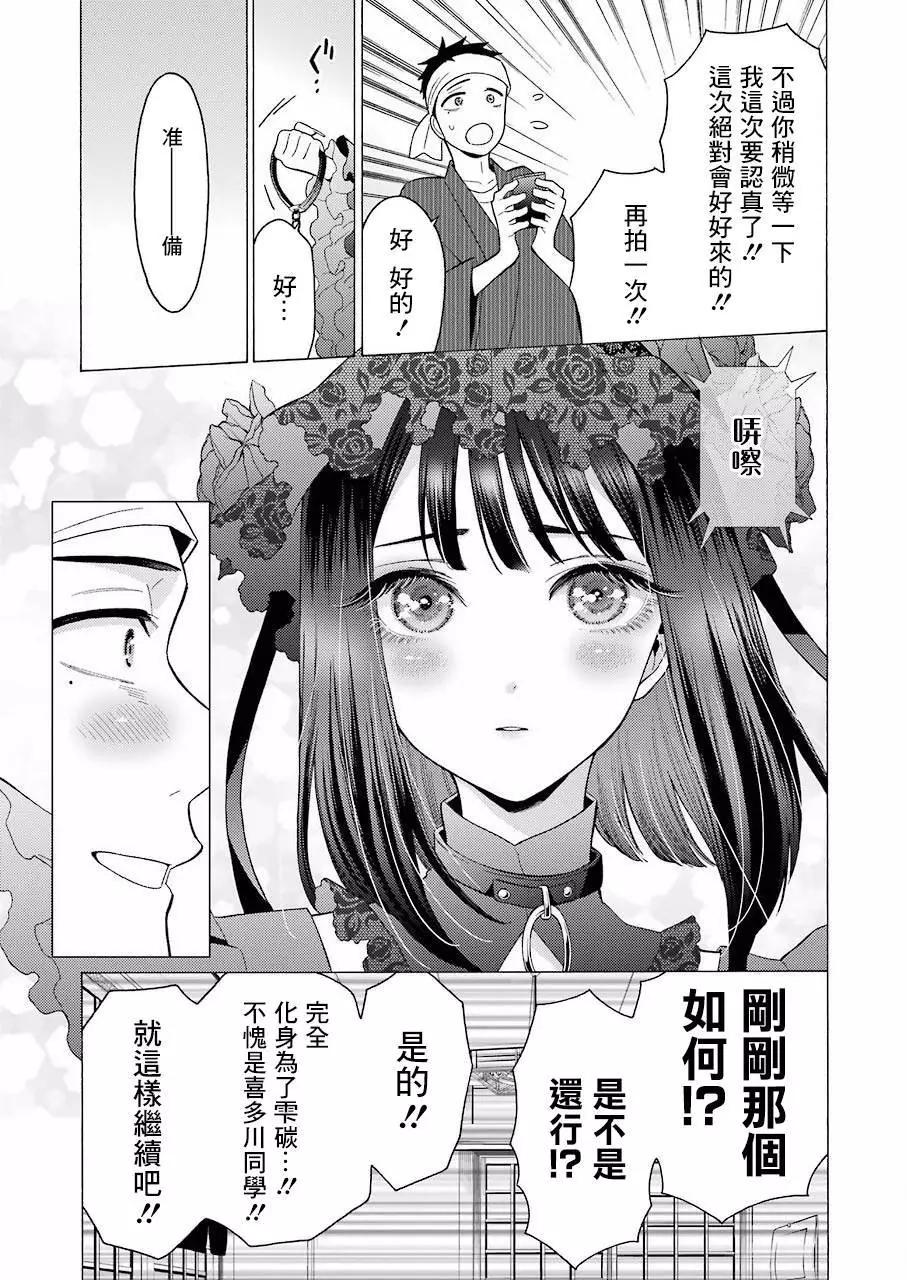 不過你稍微等一下
我這次要認真了!!
這次絕對會好好來的!!
再拍一次!!
好 好的!
好…
准——備
哢嚓
剛剛那個
如何!?
是不是
還行!?
是的!!
完全
化身為了雫碳…!!
不愧是喜多川同學!!
就這樣繼續吧!!